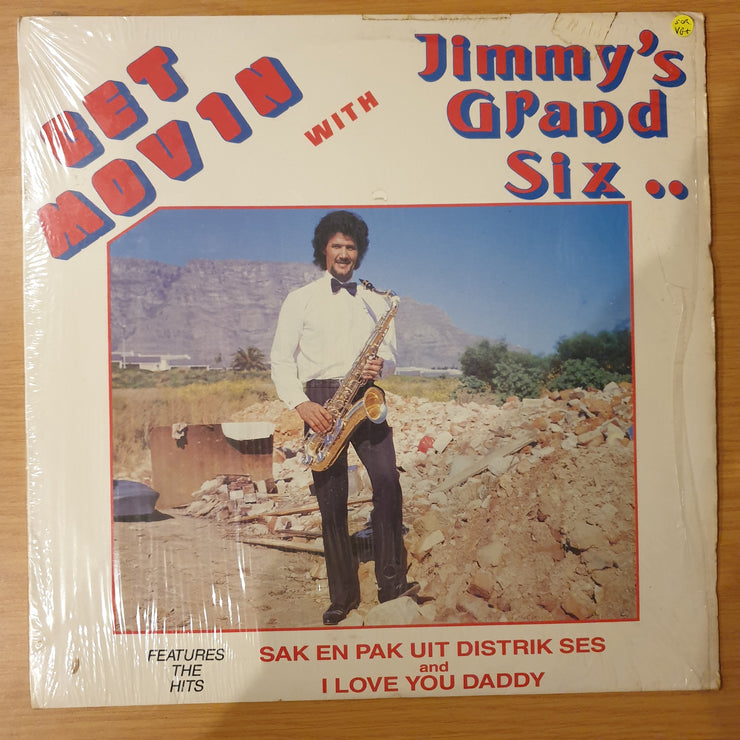 GET
MOVIN
WITH
Jimmy's
Grand
Six ..
FEATURES
THE
HITS
SAK EN PAK UIT DISTRIK SES
and
I LOVE YOU DADDY
VG+